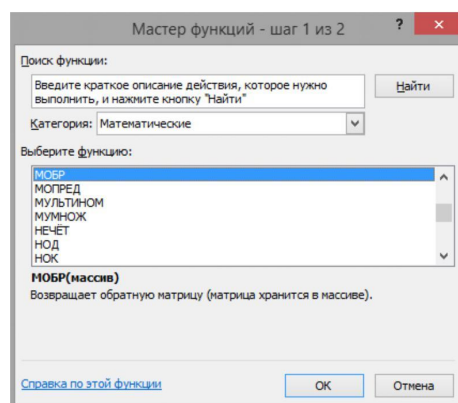 Мастер функций - шаг 1 из 2
?
×
Поиск функции:
Введите краткое описание действия, которое нужно
выполнить, и нажмите кнопку "Найти"
Найти
Категория: Математические
Выберите функцию:
МОБР
МОПРЕД
МУЛЬТИНОМ
МУМНОЖ
НЕЧЁТ
НОД
НОК
МОБР(массив)
Возвращает обратную матрицу (матрица хранится в массиве).
Справка по этой функции
ОК
Отмена